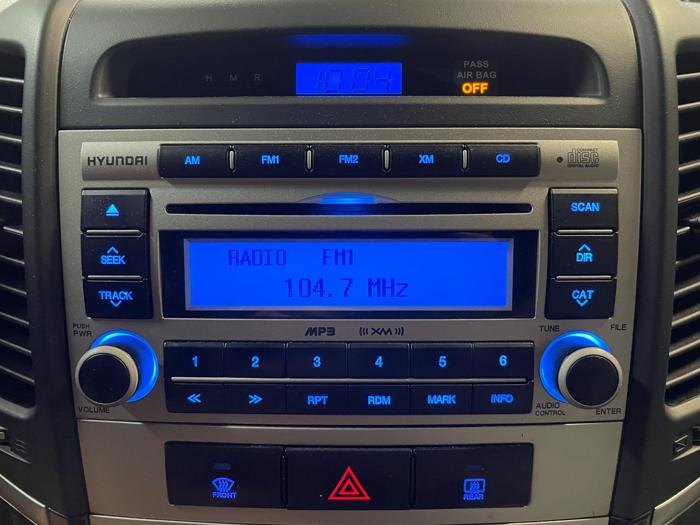 H M R
10:04
PASS
AIR BAG
OFF
HYUNDAI
AM FM1 FM2 XM CD
COMPACT
disc
DIGITAL AUDIO
SCAN
SEEK
TRACK
RADIO FM1
104.7 MHz
DIR
CAT
PUSH
PWR
VOLUME
MP3 ((XM))
TUNE FILE
1 2 3 4 5 6
RPT RDM MARK INFO
AUDIO
CONTROL
ENTER
FRONT
REAR